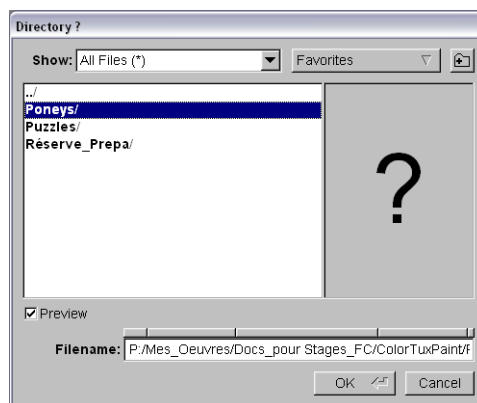 Directory ?
Show: All Files (*) Favorites
../
Poneys/
Puzzles/
Réserve_Prepa/
?
Preview
Filename: P:/Mes_Oeuvres/Docs_pour Stages_FC/ColorTuxPaint/
OK Cancel